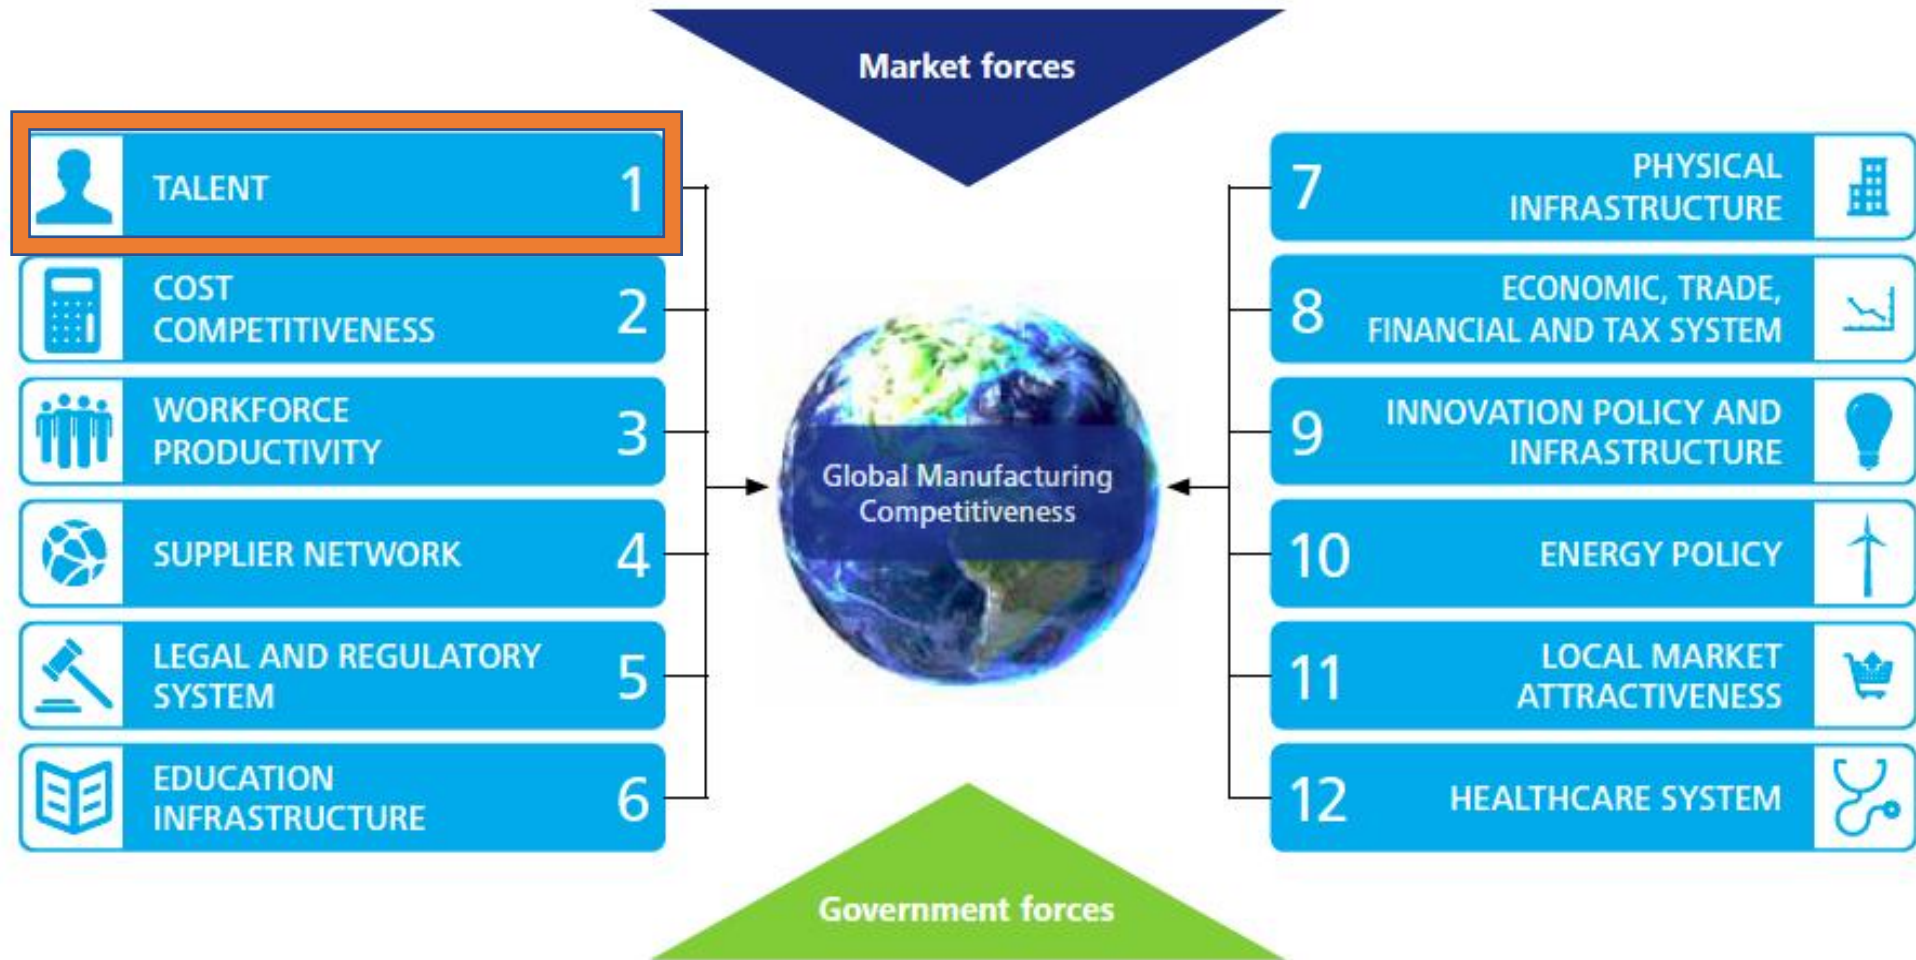 Market forces
TALENT 1
COST
COMPETITIVENESS 2
WORKFORCE
PRODUCTIVITY 3
SUPPLIER NETWORK 4
LEGAL AND REGULATORY
SYSTEM 5
EDUCATION
INFRASTRUCTURE 6
Global Manufacturing
Competitiveness
7 PHYSICAL
INFRASTRUCTURE
8 ECONOMIC, TRADE,
FINANCIAL AND TAX SYSTEM
9 INNOVATION POLICY AND
INFRASTRUCTURE
10 ENERGY POLICY
11 LOCAL MARKET
ATTRACTIVENESS
12 HEALTHCARE SYSTEM
Government forces